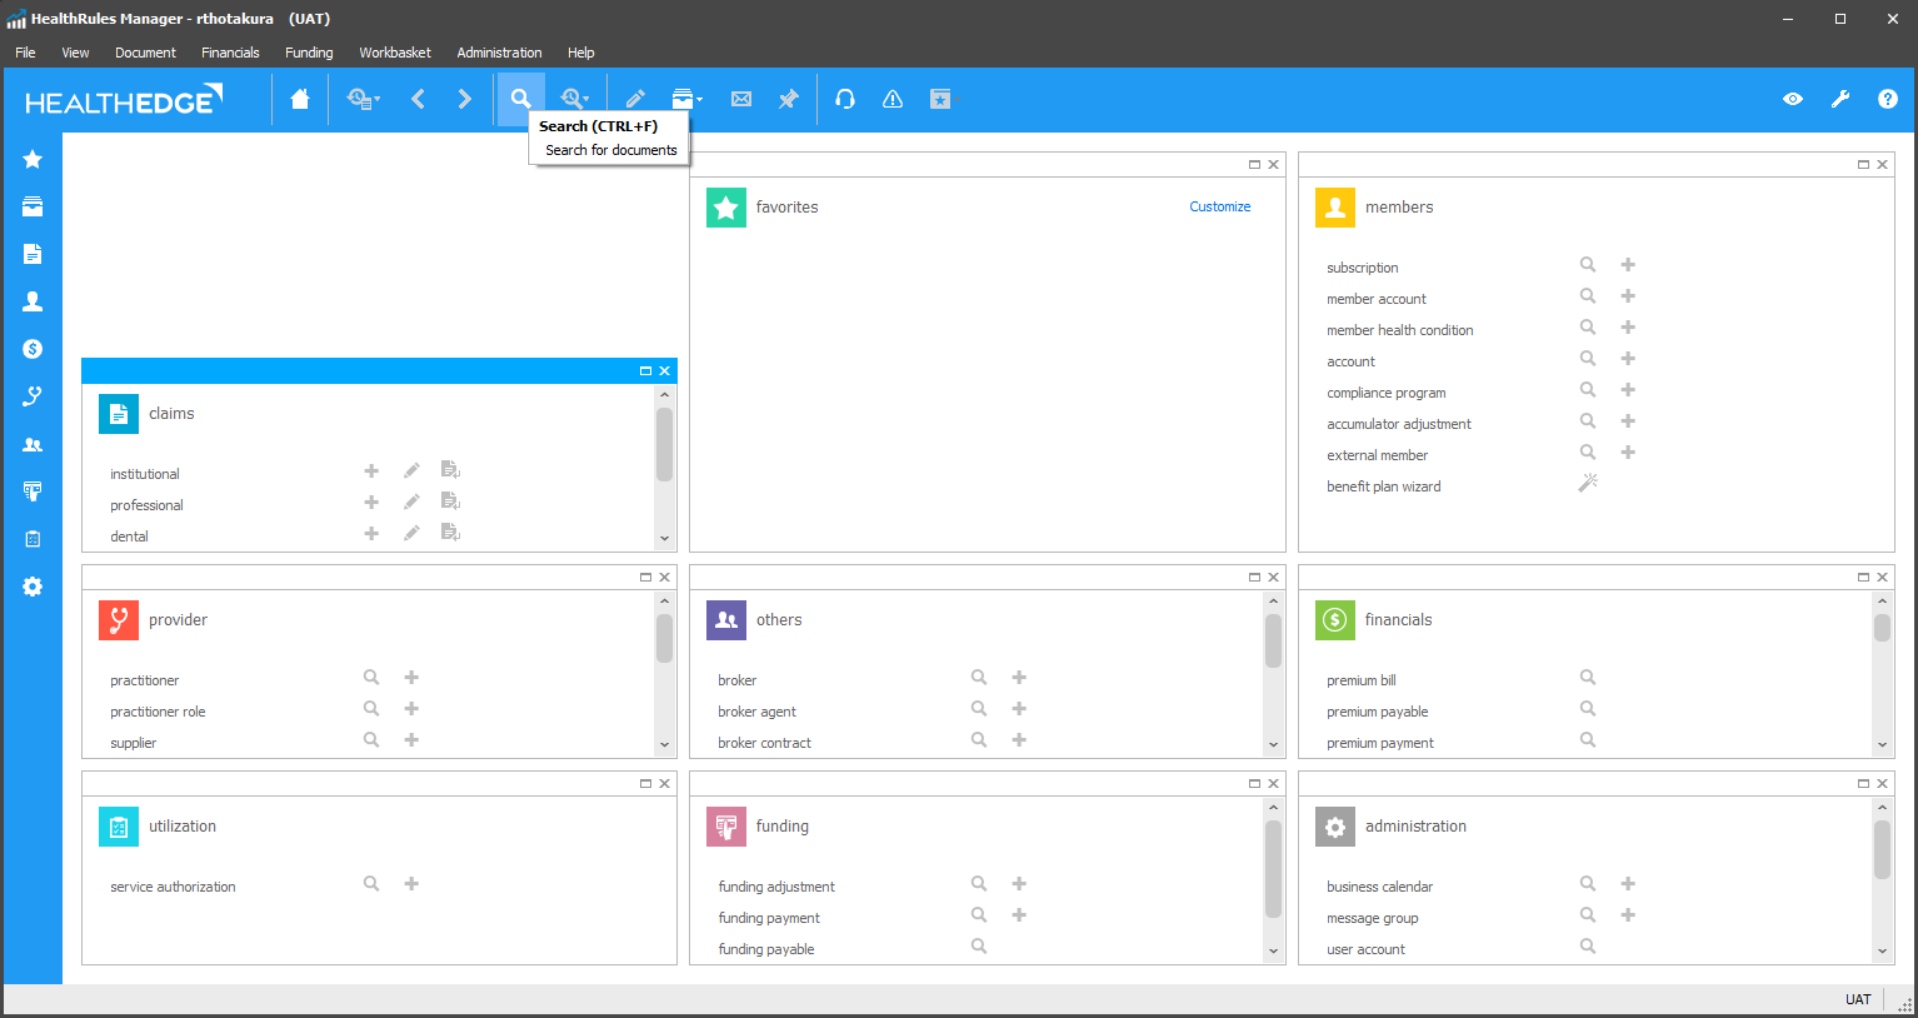 HealthRules Manager - rthotakura (UAT)
File View Document Financials Funding Workbasket Administration Help
HEALTHEDGE
Search (CTRL+F)
Search for documents
favorites
Customize
members
subscription
member account
member health condition
account
compliance program
accumulator adjustment
external member
benefit plan wizard
claims
institutional
professional
dental
provider
practitioner
practitioner role
supplier
others
broker
broker agent
broker contract
financials
premium bill
premium payable
premium payment
utilization
service authorization
funding
funding adjustment
funding payment
funding payable
administration
business calendar
message group
user account
UAT